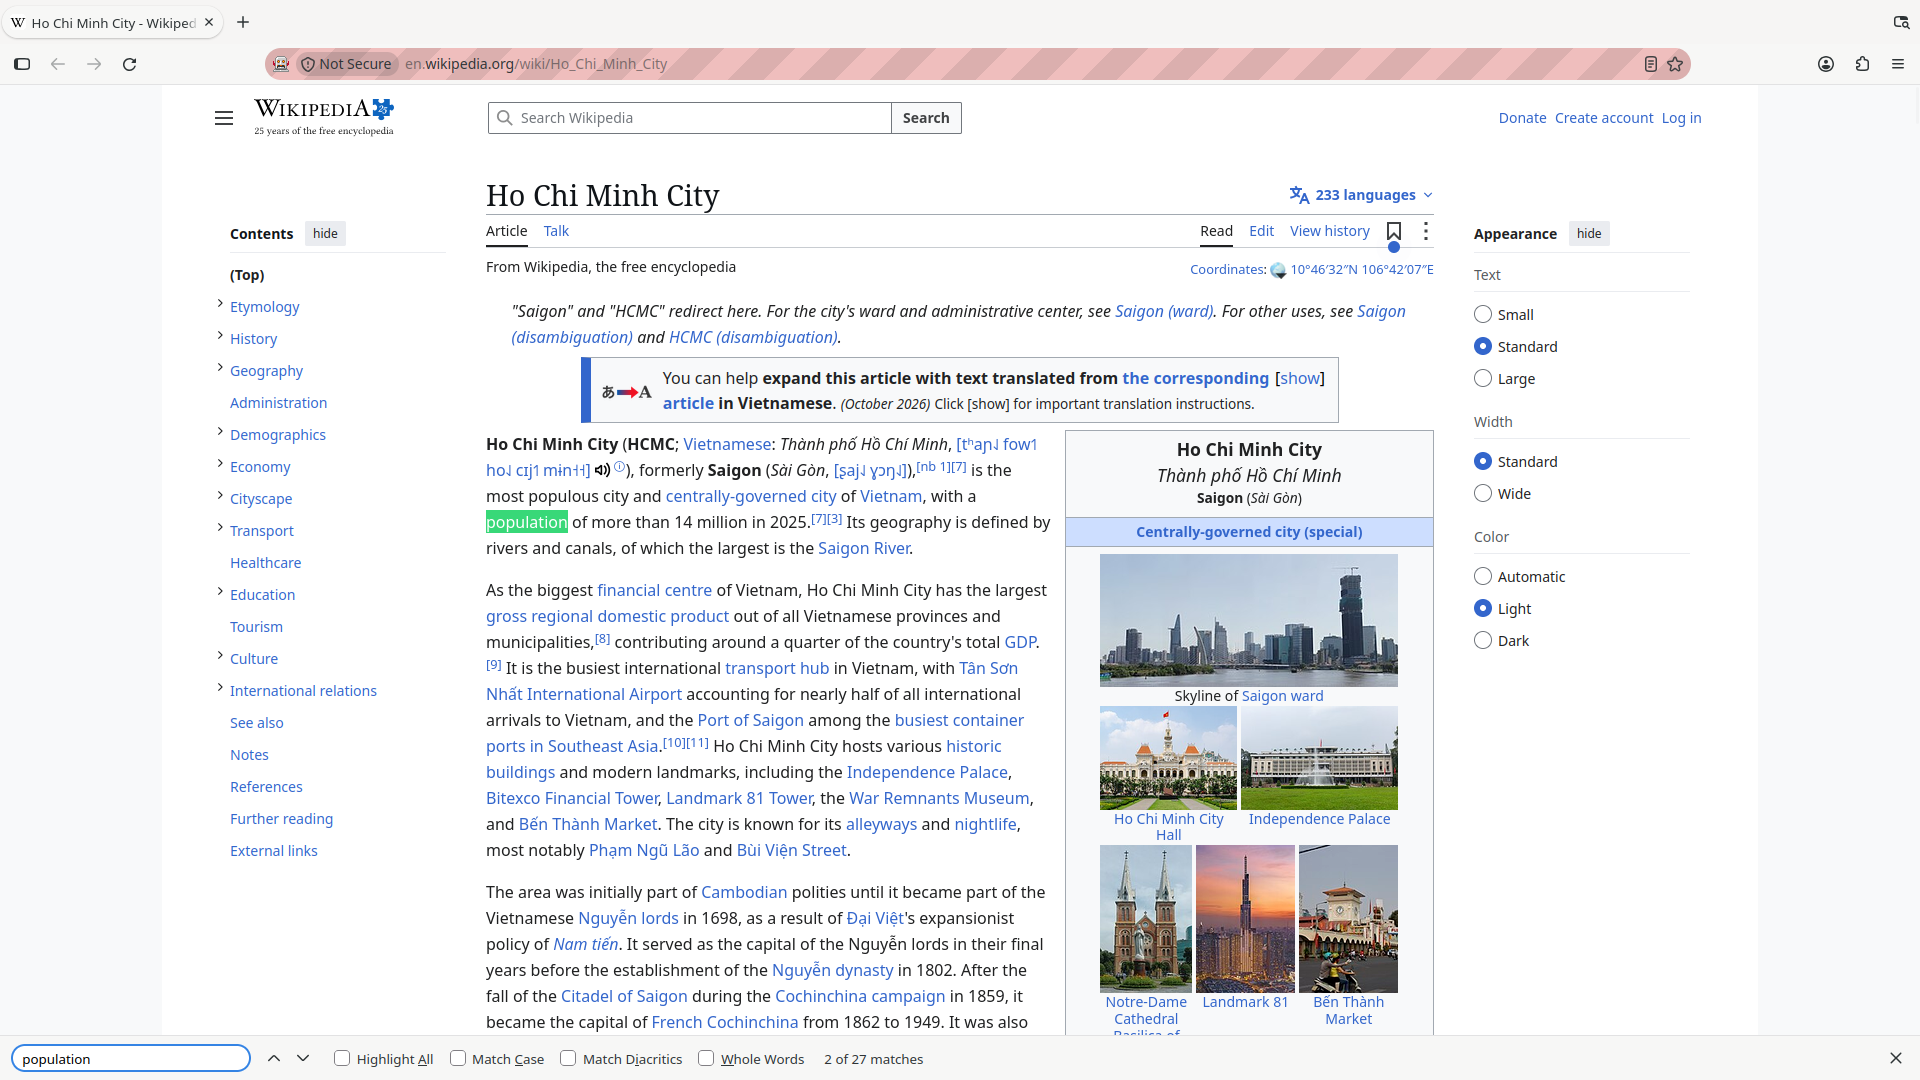 Ho Chi Minh City - Wikiped
Not Secure
en.wikipedia.org/wiki/Ho_Chi_Minh_City
WIKIPEDIA 25
25 years of the free encyclopedia
Search Wikipedia
Search
Donate Create account Log in
Contents hide
(Top)
Etymology
History
Geography
Administration
Demographics
Economy
Cityscape
Transport
Healthcare
Education
Tourism
Culture
International relations
See also
Notes
References
Further reading
External links
Ho Chi Minh City
233 languages
Article Talk
Read Edit View history
From Wikipedia, the free encyclopedia
Coordinates: 10°46′32″N 106°42′07″E
"Saigon" and "HCMC" redirect here. For the city's ward and administrative center, see Saigon (ward). For other uses, see Saigon
(disambiguation) and HCMC (disambiguation).
You can help expand this article with text translated from the corresponding [show]
article in Vietnamese. (October 2026) Click [show] for important translation instructions.
Ho Chi Minh City (HCMC; Vietnamese: Thành phố Hồ Chí Minh, [tʰaɲ˨˩ fow˧˥
ho˨˩ cɪj˧˥ mɨn˧˧] ), formerly Saigon (Sài Gòn, [ʂaj˨˩ ɣɔŋ˨˩]),[nb 1][7] is the
most populous city and centrally-governed city of Vietnam, with a
population of more than 14 million in 2025.[7][3] Its geography is defined by
rivers and canals, of which the largest is the Saigon River.
As the biggest financial centre of Vietnam, Ho Chi Minh City has the largest
gross regional domestic product out of all Vietnamese provinces and
municipalities,[8] contributing around a quarter of the country's total GDP.
[9] It is the busiest international transport hub in Vietnam, with Tân Sơn
Nhất International Airport accounting for nearly half of all international
arrivals to Vietnam, and the Port of Saigon among the busiest container
ports in Southeast Asia.[10][11] Ho Chi Minh City hosts various historic
buildings and modern landmarks, including the Independence Palace,
Bitexco Financial Tower, Landmark 81 Tower, the War Remnants Museum,
and Bến Thành Market. The city is known for its alleyways and nightlife,
most notably Phạm Ngũ Lão and Bùi Viện Street.
The area was initially part of Cambodian polities until it became part of the
Vietnamese Nguyễn lords in 1698, as a result of Đại Việt's expansionist
policy of Nam tiến. It served as the capital of the Nguyễn lords in their final
years before the establishment of the Nguyễn dynasty in 1802. After the
fall of the Citadel of Saigon during the Cochinchina campaign in 1859, it
became the capital of French Cochinchina from 1862 to 1949. It was also
Ho Chi Minh City
Thành phố Hồ Chí Minh
Saigon (Sài Gòn)
Centrally-governed city (special)
Skyline of Saigon ward
Ho Chi Minh City
Hall
Independence Palace
Notre-Dame
Cathedral
Basilica of
Landmark 81
Bến Thành
Market
Appearance hide
Text
Small
Standard
Large
Width
Standard
Wide
Color
Automatic
Light
Dark
population
Highlight All
Match Case
Match Diacritics
Whole Words
2 of 27 matches